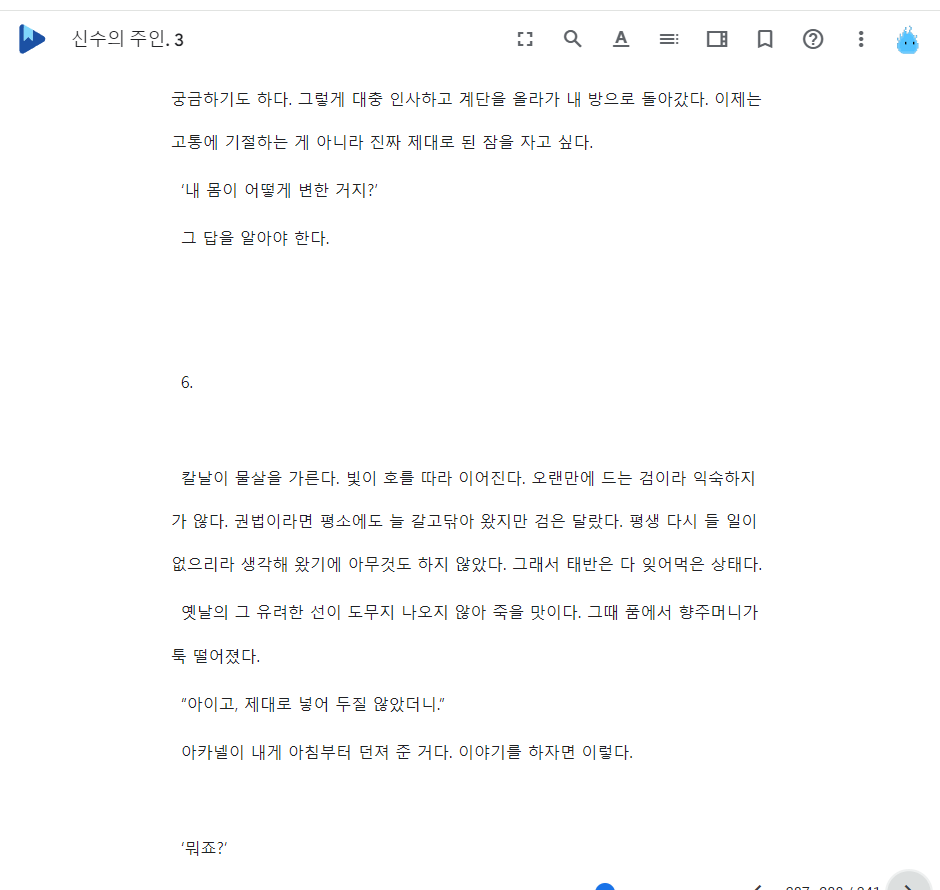 신수의 주인. 3
궁금하기도 하다. 그렇게 대충 인사하고 계단을 올라가 내 방으로 돌아갔다. 이제는
고통에 기절하는 게 아니라 진짜 제대로 된 잠을 자고 싶다.
‘내 몸이 어떻게 변한 거지?’
그 답을 알아야 한다.
6.
칼날이 물살을 가른다. 빛이 호를 따라 이어진다. 오랜만에 드는 검이라 익숙하지
가 않다. 권법이라면 평소에도 늘 갈고닦아 왔지만 검은 달랐다. 평생 다시 들 일이
없으리라 생각해 왔기에 아무것도 하지 않았다. 그래서 태반은 다 잊어먹은 상태다.
옛날의 그 유려한 선이 도무지 나오지 않아 죽을 맛이다. 그때 품에서 향주머니가
툭 떨어졌다.
“아이고, 제대로 넣어 두질 않았더니.”
아카넬이 내게 아침부터 던져 준 거다. 이야기를 하자면 이렇다.
‘뭐죠?’